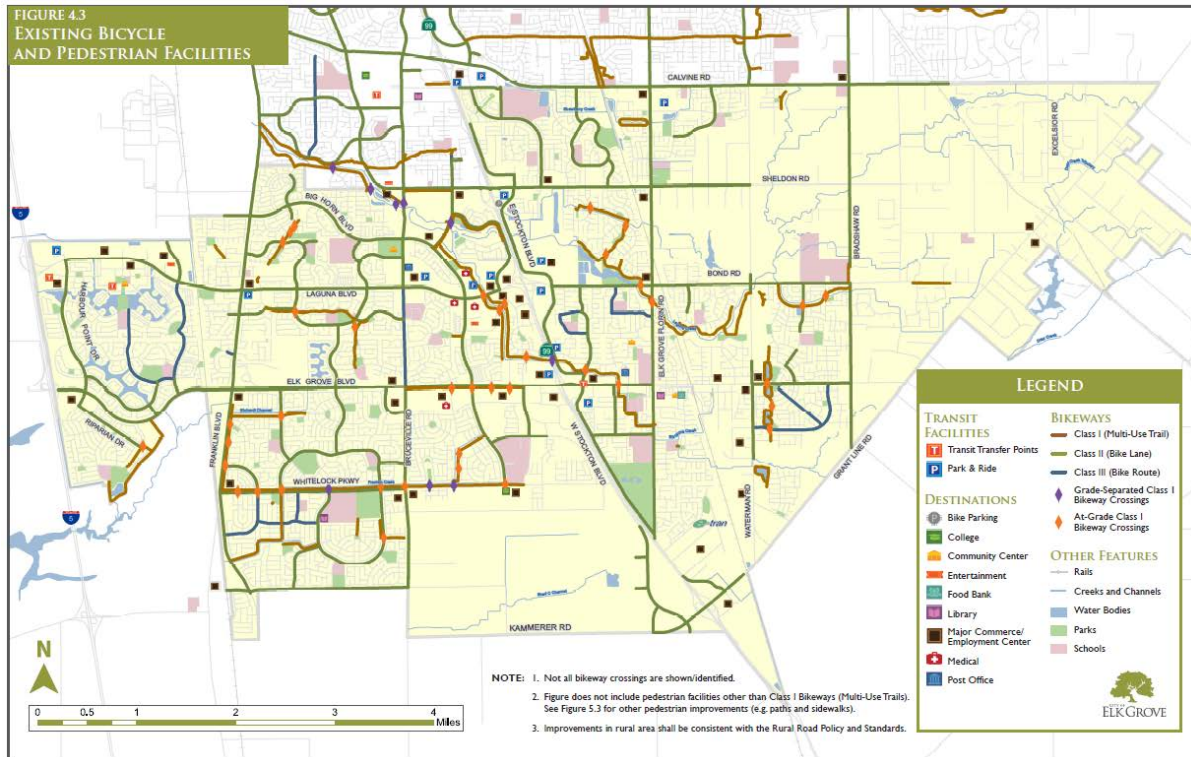 FIGURE 4.3
EXISTING BICYCLE
AND PEDESTRIAN FACILITIES
99
CALVINE RD
EXCELSIOR RD
SHELDON RD
BIG HORN BLVD
E STOCKTON BLVD
BRADSHAW RD
5
BOND RD
LAGUNA BLVD
HARBOUR POINT DR
ELK GROVE FLORIN RD
99
ELK GROVE BLVD
RIPARIAN DR
FRANKLIN BLVD
BRUCEVILLE RD
W STOCKTON BLVD
GRANT LINE RD
WHITELOCK PKWY
WATERMAN RD
e-tran
5
KAMMERER RD
LEGEND
TRANSIT
FACILITIES
T Transit Transfer Points
P Park & Ride
DESTINATIONS
Bike Parking
College
Community Center
Entertainment
Food Bank
Library
Major Commerce/
Employment Center
Medical
Post Office
BIKEWAYS
Class I (Multi-Use Trail)
Class II (Bike Lane)
Class III (Bike Route)
Grade-Separated Class I
Bikeway Crossings
At-Grade Class I
Bikeway Crossings
OTHER FEATURES
Rails
Creeks and Channels
Water Bodies
Parks
Schools
CITY OF
ELK GROVE
N
0 0.5 1 2 3 4
Miles
NOTE: 1. Not all bikeway crossings are shown/identified.
2. Figure does not include pedestrian facilities other than Class I Bikeways (Multi-Use Trails).
See Figure 5.3 for other pedestrian improvements (e.g. paths and sidewalks).
3. Improvements in rural area shall be consistent with the Rural Road Policy and Standards.